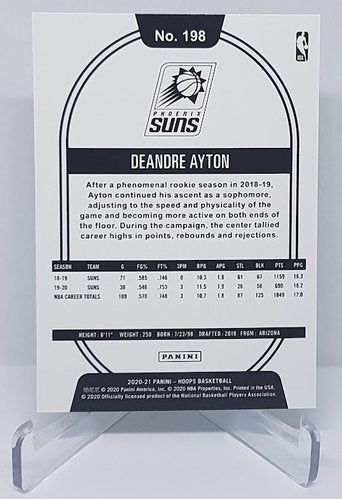 No. 198
NBA
PHOENIX
SUNS
DEANDRE AYTON
After a phenomenal rookie season in 2018-19,
Ayton continued his ascent as a sophomore,
adjusting to the speed and physicality of the
game and becoming more active on both ends of
the floor. During the campaign, the center tallied
career highs in points, rebounds and rejections.
SEASON TEAM G FG% FT% 3PM RPG APG STL BLK PTS PPG
18-19 SUNS 71 .585 .746 0 10.3 1.8 61 67 1159 16.3
19-20 SUNS 38 .546 .753 3 11.5 1.9 26 58 690 18.2
NBA CAREER TOTALS 109 .570 .748 3 10.7 1.8 87 125 1849 17.0
HEIGHT: 6'11" WEIGHT: 250 BORN: 7/23/98 DRAFTED: 2018 FROM: ARIZONA
PANINI
2020-21 PANINI - HOOPS BASKETBALL
帕尼尼 © 2020 Panini America, Inc. © 2020 NBA Properties, Inc. Printed in the USA.
© 2020 Officially licensed product of the National Basketball Players Association.